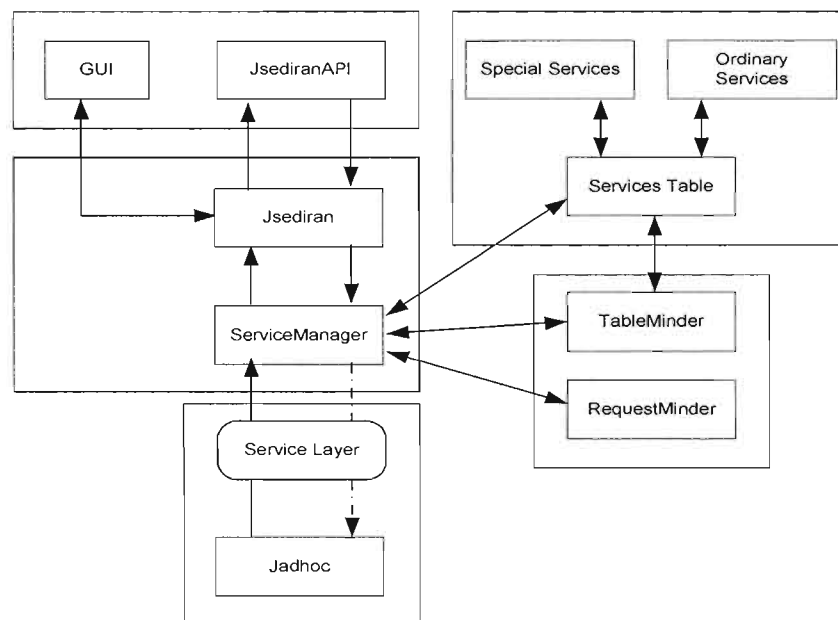 GUI
JsediranAPI
Special Services
Ordinary
Services
Services Table
Jsediran
ServiceManager
TableMinder
RequestMinder
Service Layer
Jadhoc